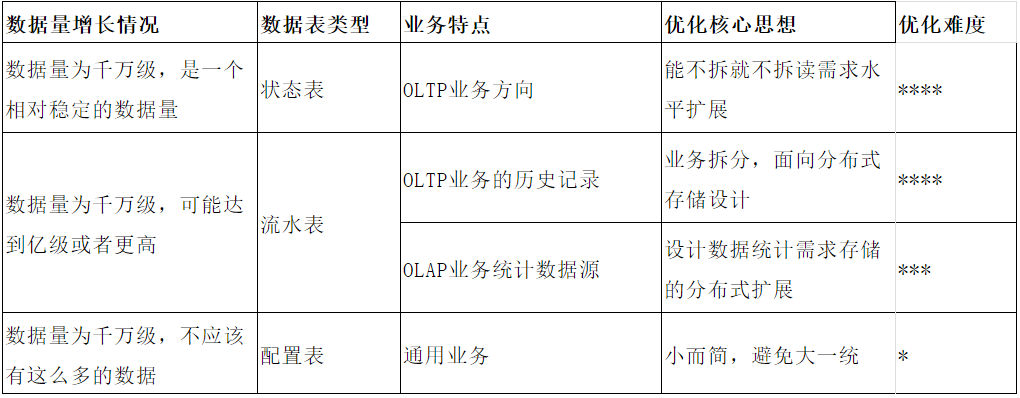 数据量增长情况
数据表类型
业务特点
优化核心思想
优化难度
数据量为千万级，是一个
相对稳定的数据量
状态表
OLTP业务方向
能不拆就不拆读需求水
平扩展
****
数据量为千万级，可能达
到亿级或者更高
流水表
OLTP业务的历史记录
业务拆分，面向分布式
存储设计
****
OLAP业务统计数据源
设计数据统计需求存储
的分布式扩展
***
数据量为千万级，不应该
有这么多的数据
配置表
通用业务
小而简，避免大一统
*